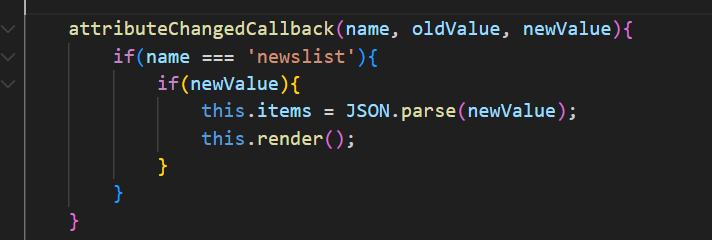 attributeChangedCallback(name, oldValue, newValue){
if(name === 'newslist'){
if(newValue){
this.items = JSON.parse(newValue);
this.render();
}
}
}